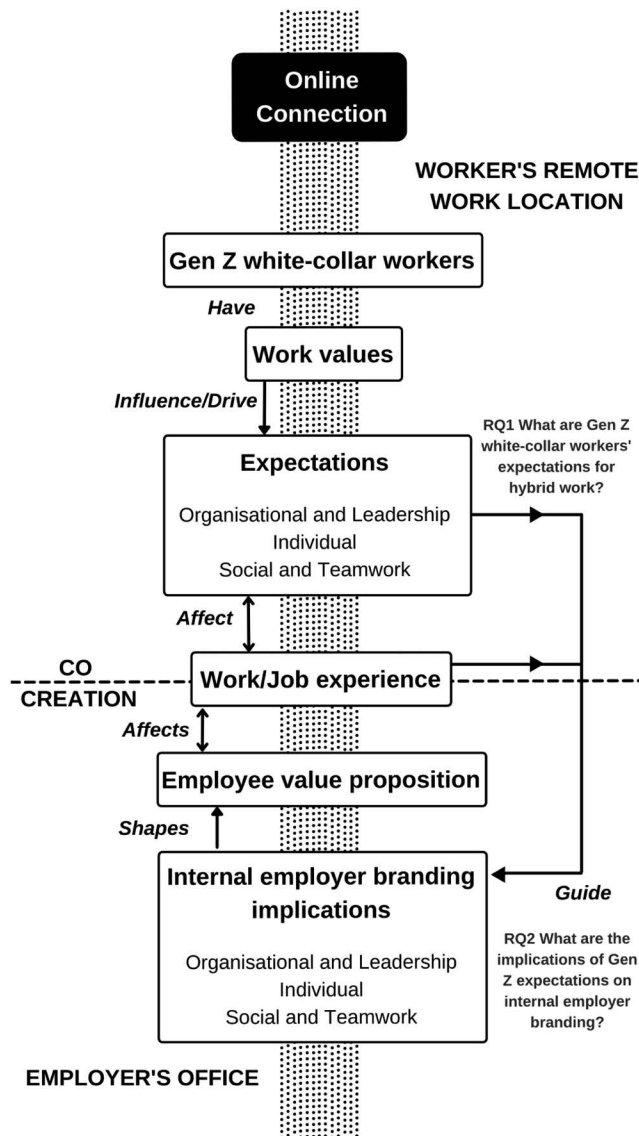 Online
Connection
WORKER'S REMOTE
WORK LOCATION
Gen Z white-collar workers
Have
Work values
Influence/Drive
RQ1 What are Gen Z
white-collar workers'
expectations for
hybrid work?
Expectations
Organisational and Leadership
Individual
Social and Teamwork
Affect
CO
CREATION
Work/Job experience
Affects
Employee value proposition
Shapes
Internal employer branding
implications
Organisational and Leadership
Individual
Social and Teamwork
Guide
RQ2 What are the
implications of Gen
Z expectations on
internal employer
branding?
EMPLOYER'S OFFICE